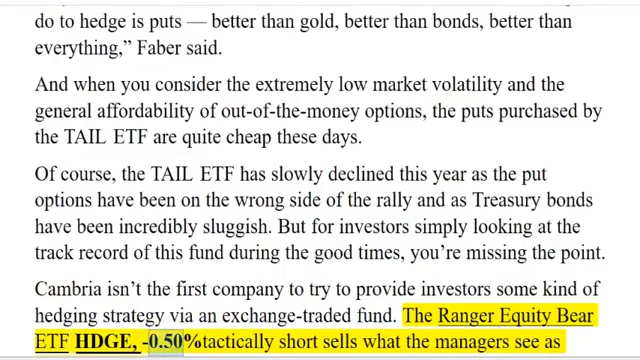 do to hedge is puts — better than gold, better than bonds, better than
everything,” Faber said.
And when you consider the extremely low market volatility and the
general affordability of out-of-the-money options, the puts purchased by
the TAIL ETF are quite cheap these days.
Of course, the TAIL ETF has slowly declined this year as the put
options have been on the wrong side of the rally and as Treasury bonds
have been incredibly sluggish. But for investors simply looking at the
track record of this fund during the good times, you’re missing the point.
Cambria isn’t the first company to try to provide investors some kind of
hedging strategy via an exchange-traded fund. The Ranger Equity Bear
ETF HDGE, -0.50%tactically short sells what the managers see as